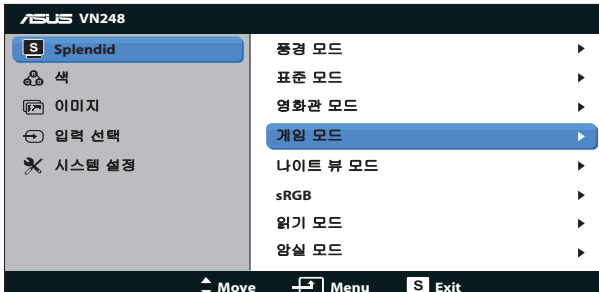 ASUS VN248
S Splendid
색
이미지
입력 선택
시스템 설정
풍경 모드
표준 모드
영화관 모드
게임 모드
나이트 뷰 모드
sRGB
읽기 모드
암실 모드
Move Menu S Exit